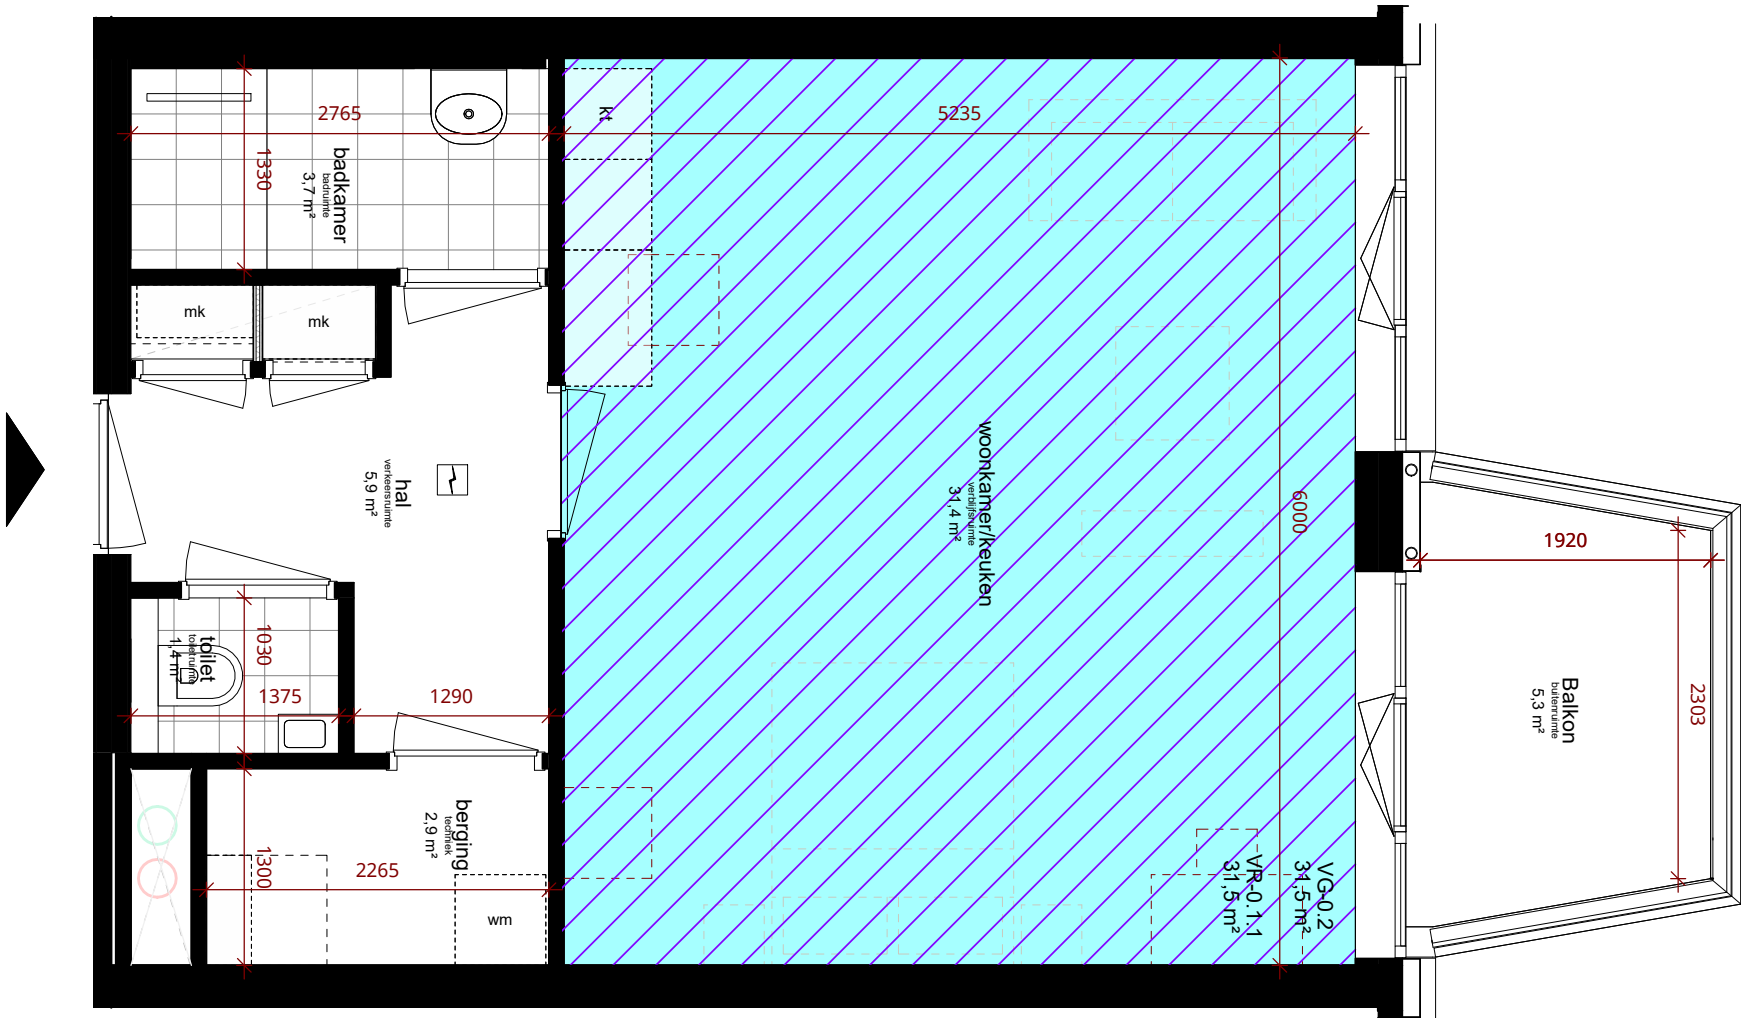 2765
1330
badkamer
badruimte
3,7 m²
kt
5235
mk
mk
hal
verkeersruimte
5,9 m²
woonkamer/keuken
verblijfsruimte
31,4 m²
6000
1920
toilet
toiletruimte
1,4 m²
1030
1375
1290
Balkon
buitenruimte
5,3 m²
2303
berging
techniek
2,9 m²
1300
2265
wm
VG-0.2
31,5 m²
VR-0.1.1
31,5 m²